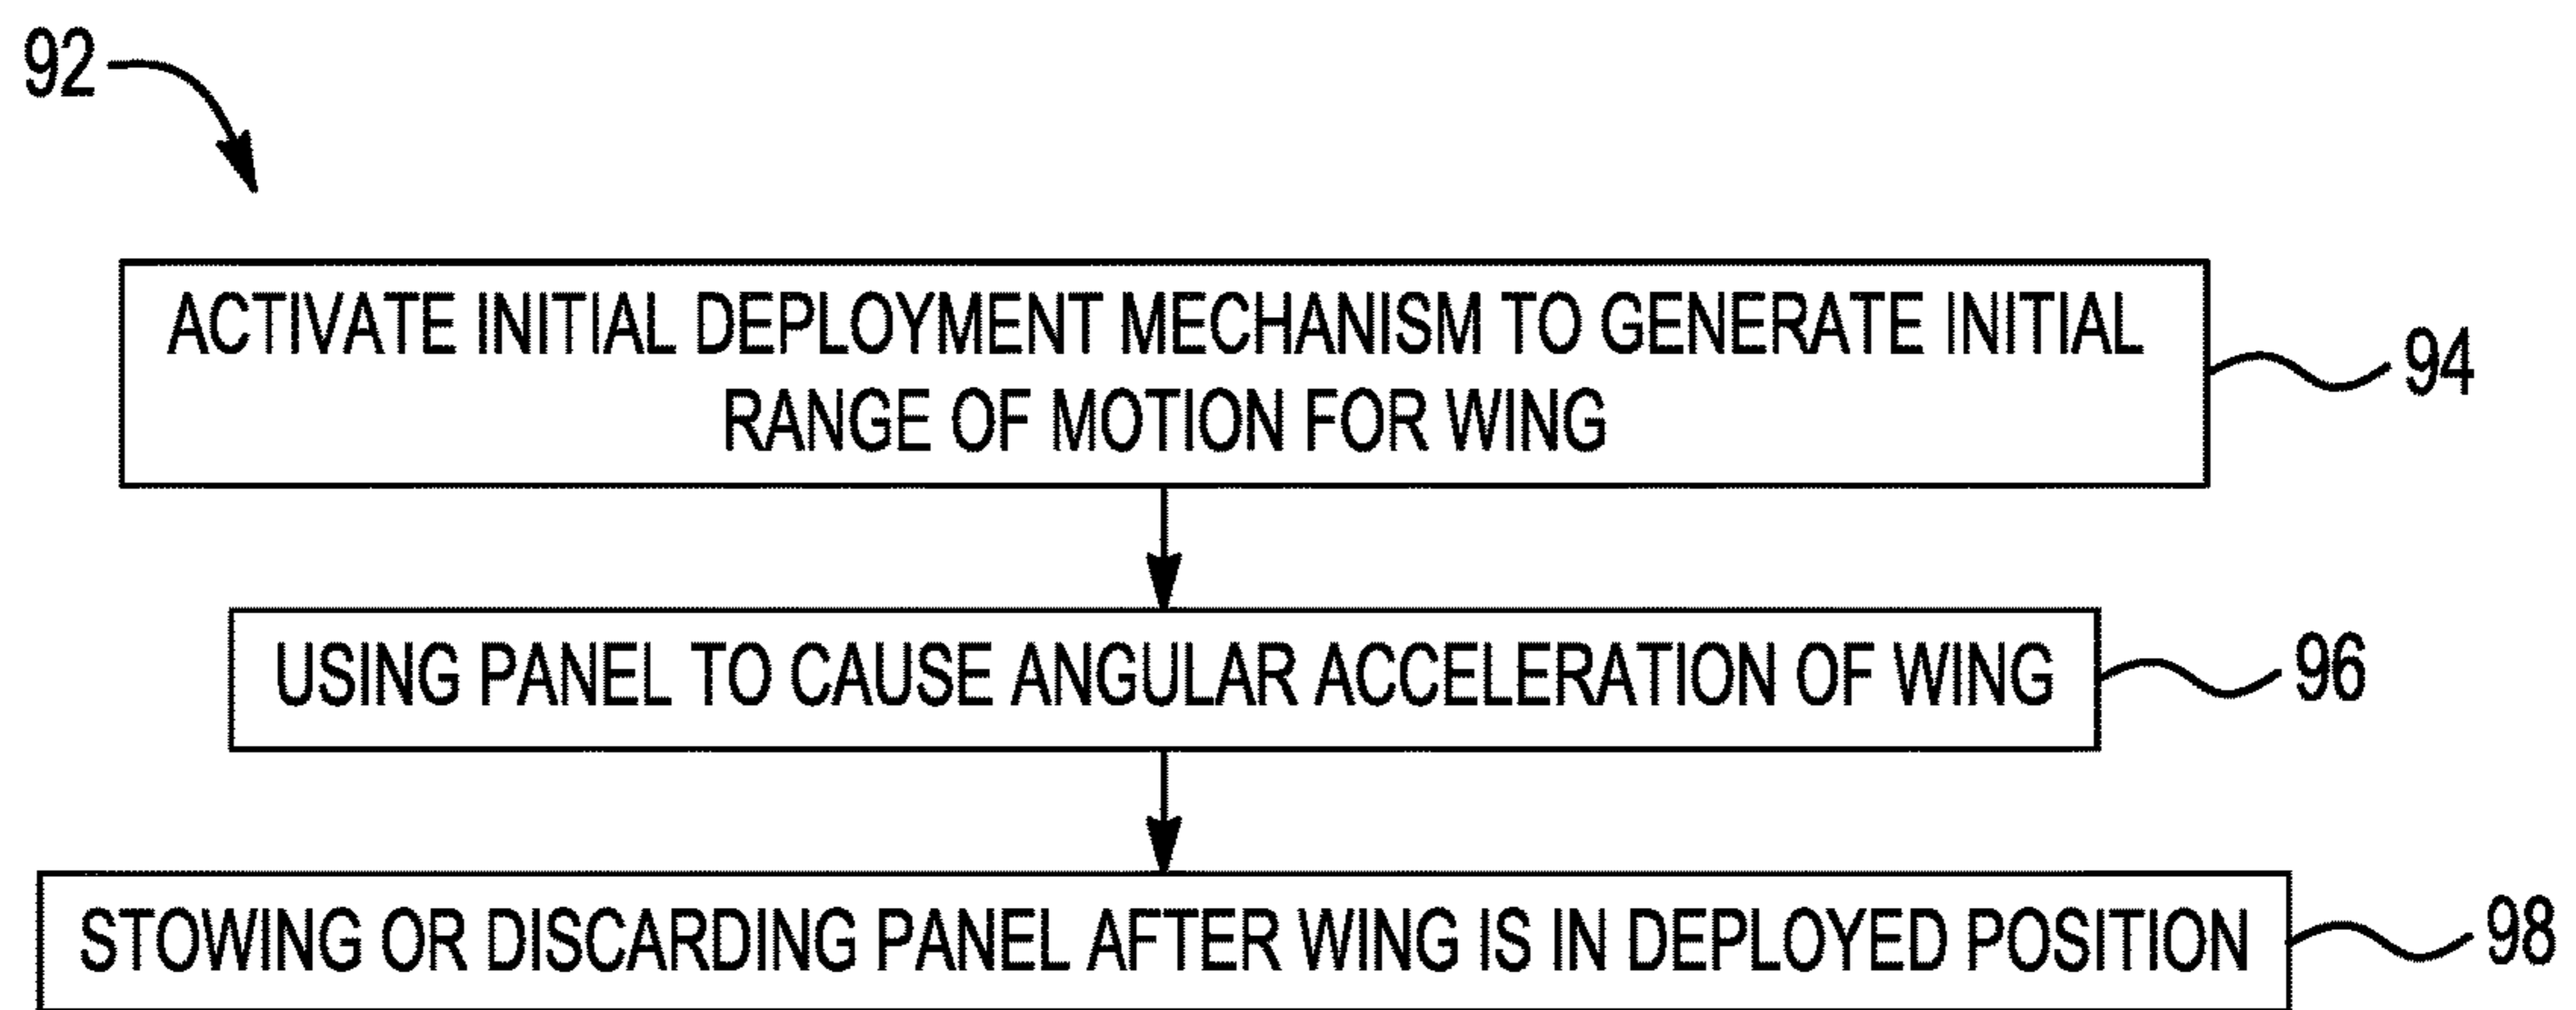 92
ACTIVATE INITIAL DEPLOYMENT MECHANISM TO GENERATE INITIAL
RANGE OF MOTION FOR WING
94
USING PANEL TO CAUSE ANGULAR ACCELERATION OF WING
96
STOWING OR DISCARDING PANEL AFTER WING IS IN DEPLOYED POSITION
98